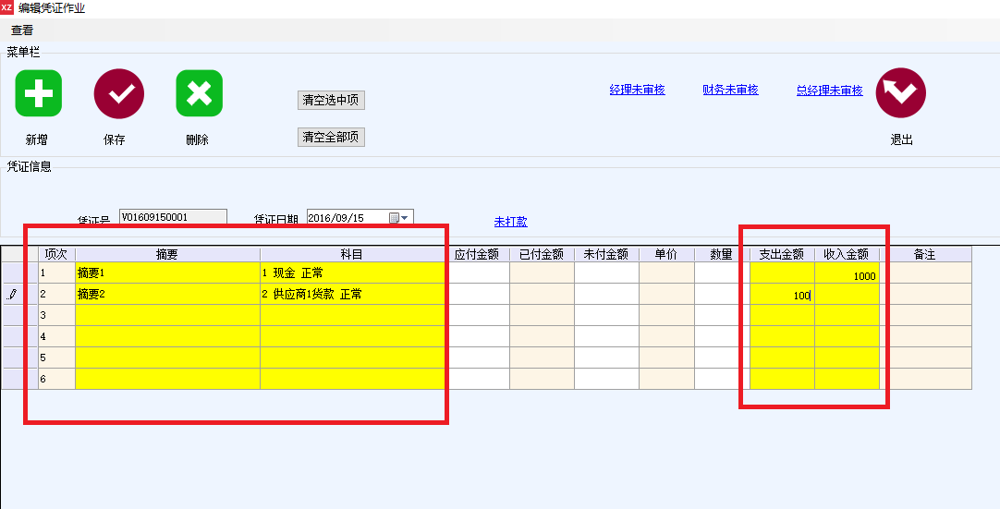 XZ 编辑凭证作业
查看
菜单栏
新增 保存 删除 清空选中项 清空全部项 经理未审核 财务未审核 总经理未审核 退出
凭证信息
凭证号 V01609150001 凭证日期 2016/09/15 未打款
项次 摘要 科目 应付金额 已付金额 未付金额 单价 数量 支出金额 收入金额 备注
1 摘要1 1 现金 正常 1000
2 摘要2 2 供应商1货款 正常 100
3
4
5
6